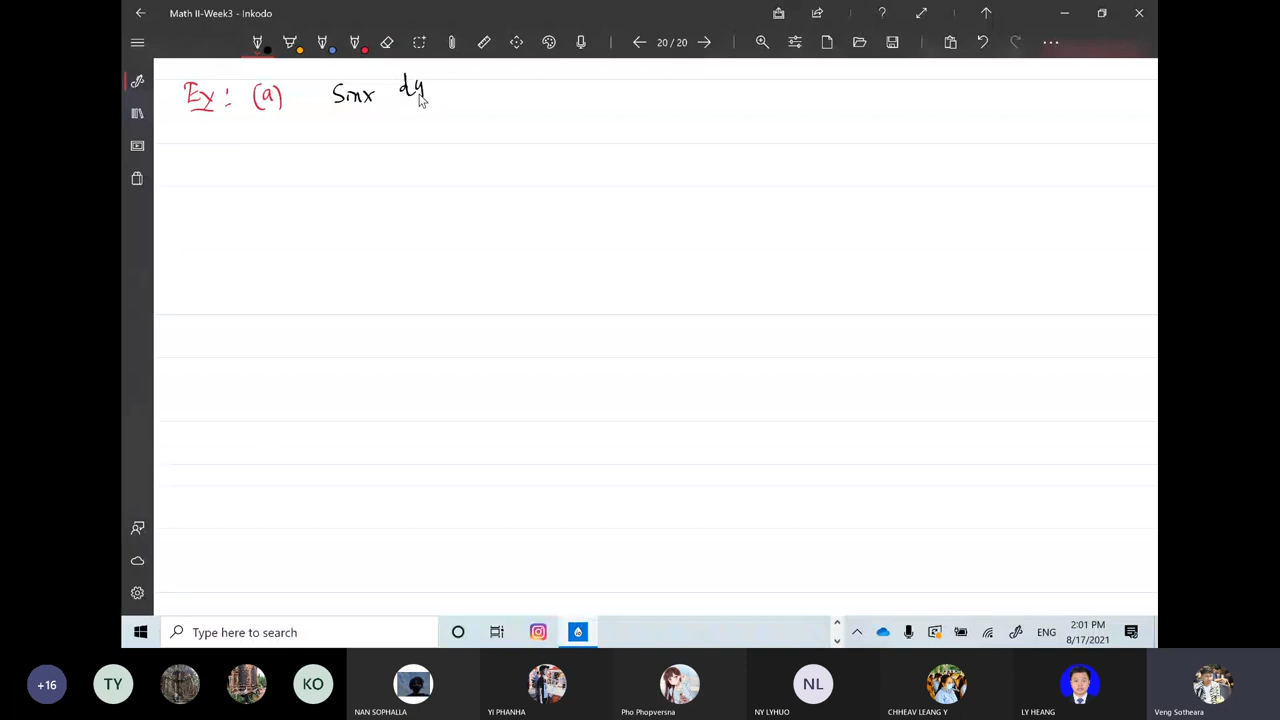 Math II-Week3 - Inkodo
20 / 20
Ex : (a) Sinx dy
Type here to search
ENG
2:01 PM
8/17/2021
+16
TY
KO
NL
NAN SOPHALLA
YI PHANHA
Pho Phopversna
NY LYHUO
CHHEAV LEANG Y
LY HEANG
Veng Sotheara